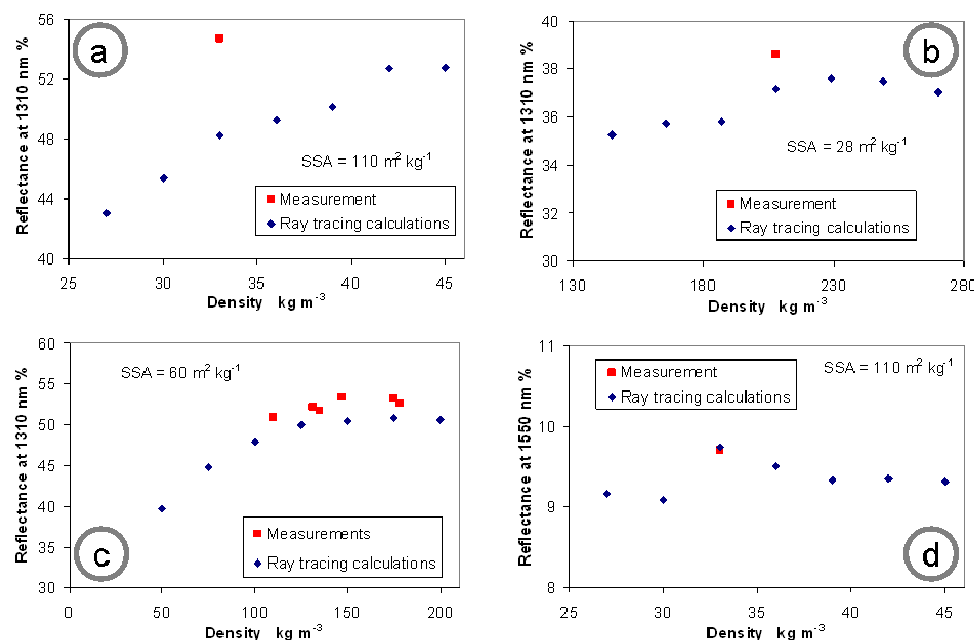 a
Reflectance at 1310 nm %
56
52
48
44
40
SSA = 110 m² kg⁻¹
Measurement
Ray tracing calculations
25 30 35 40 45
Density kg m⁻³
b
Reflectance at 1310 nm %
40
38
36
34
32
30
SSA = 28 m² kg⁻¹
Measurement
Ray tracing calculations
130 180 230 280
Density kg m⁻³
c
Reflectance at 1310 nm %
60
55
50
45
40
35
30
SSA = 60 m² kg⁻¹
Measurements
Ray tracing calculations
0 50 100 150 200
Density kg m⁻³
d
Reflectance at 1550 nm %
11
10
9
8
SSA = 110 m² kg⁻¹
Measurement
Ray tracing calculations
25 30 35 40 45
Density kg m⁻³